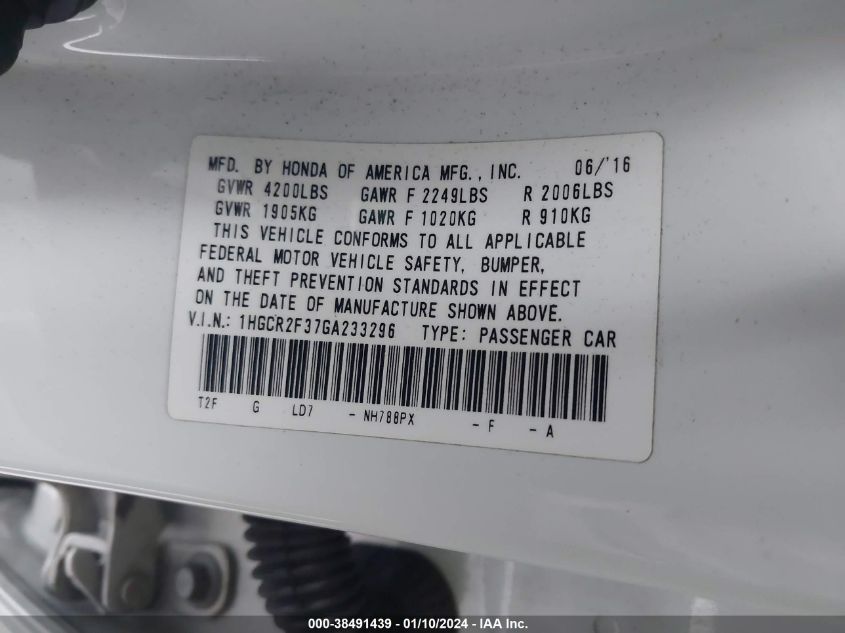 MFD. BY HONDA OF AMERICA MFG., INC. 06/'16
GVWR 4200LBS GAWR F 2249LBS R 2006LBS
GVWR 1905KG GAWR F 1020KG R 910KG
THIS VEHICLE CONFORMS TO ALL APPLICABLE
FEDERAL MOTOR VEHICLE SAFETY, BUMPER,
AND THEFT PREVENTION STANDARDS IN EFFECT
ON THE DATE OF MANUFACTURE SHOWN ABOVE.
V.I.N.: 1HGCR2F37GA233296 TYPE: PASSENGER CAR
T2F G LD7 - NH788PX - F - A
000-38491439 - 01/10/2024 - IAA Inc.